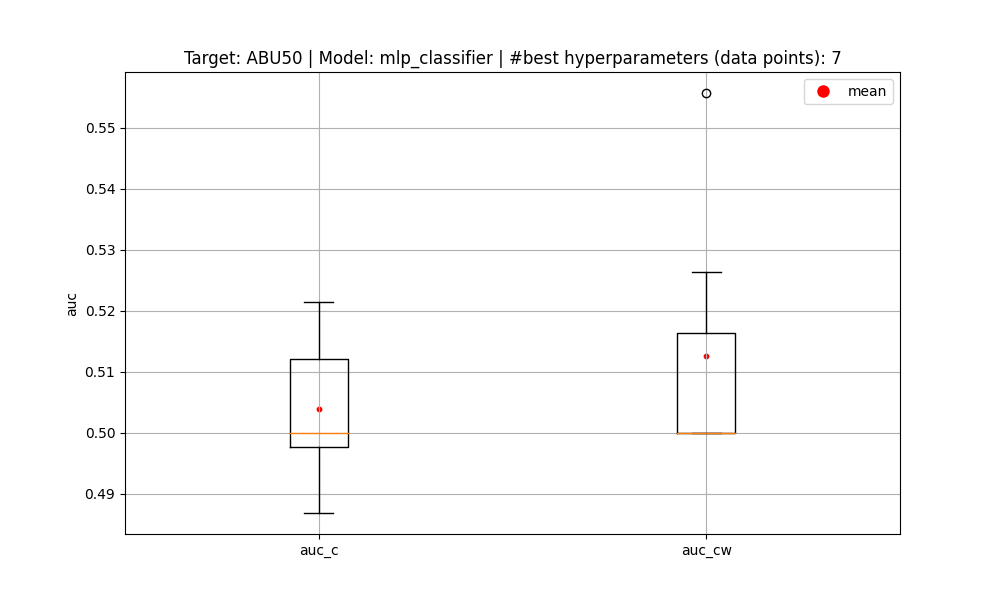 Target: ABU50 | Model: mlp_classifier | #best hyperparameters (data points): 7
mean
0.55
0.54
0.53
0.52
0.51
0.50
0.49
auc
auc_c
auc_cw